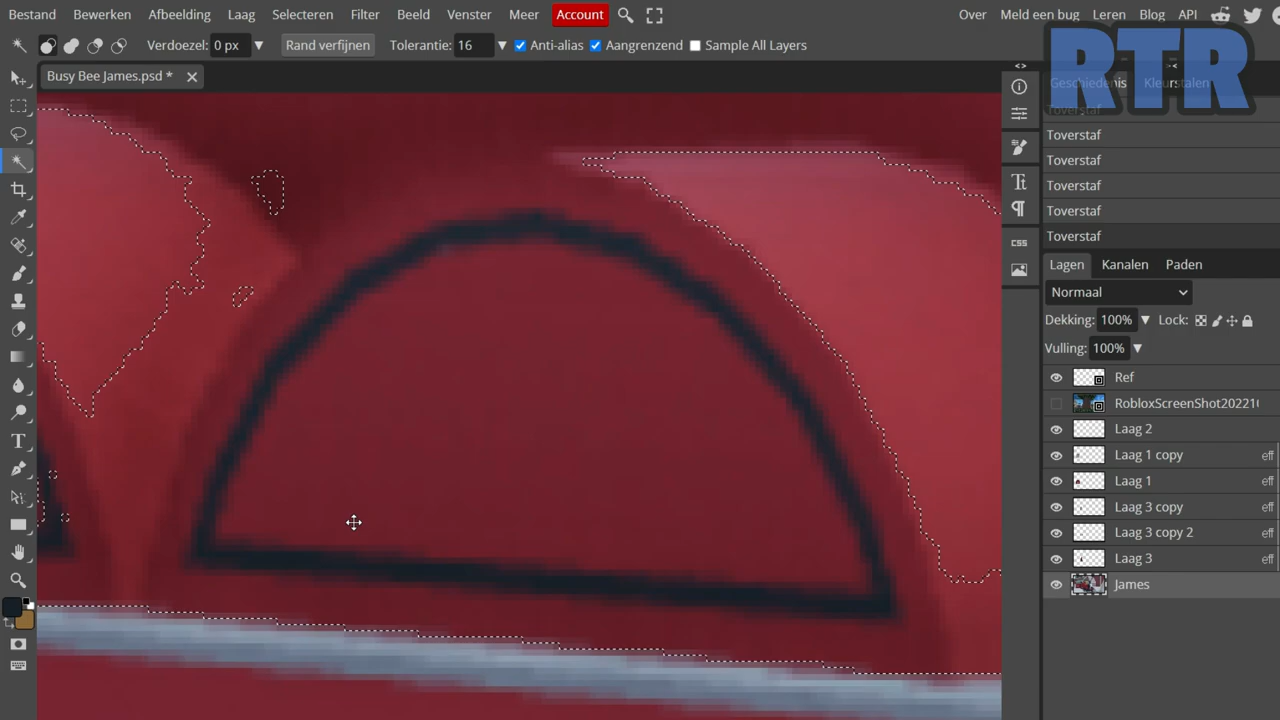 Bestand Bewerken Afbeelding Laag Selecteren Filter Beeld Venster Meer Account Over Meld een bug Leren Blog API
Verdoezel: 0 px Rand verfijnen Tolerantie: 16 Anti-alias Aangrenzend Sample All Layers
RTR
Busy Bee James.psd *
Geschiedenis Kleurstalen
Toverstaf
Toverstaf
Toverstaf
Toverstaf
Toverstaf
Toverstaf
Lagen Kanalen Paden
Normaal
Dekking: 100% Lock:
Vulling: 100%
CSS
Ref
RobloxScreenShot20221
Laag 2
Laag 1 copy eff
Laag 1 eff
Laag 3 copy eff
Laag 3 copy 2 eff
Laag 3 eff
James